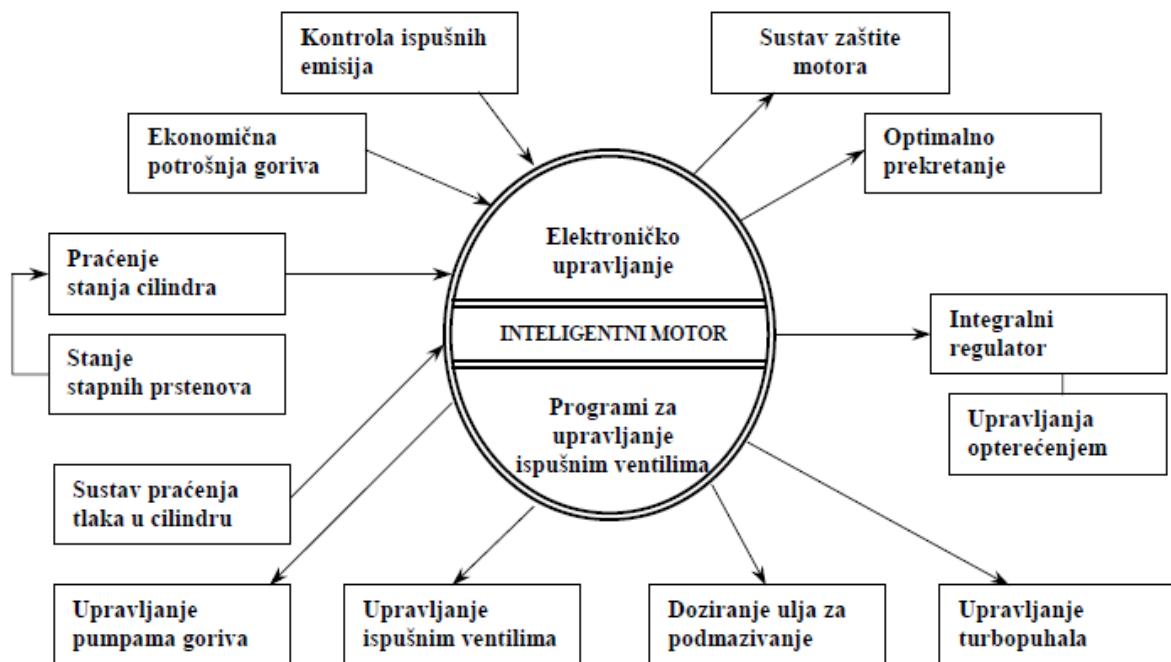 Kontrola ispušnih
emisija
Sustav zaštite
motora
Ekonomična
potrošnja goriva
Optimalno
prekretanje
Elektroničko
upravljanje
Praćenje
stanja cilindra
INTELIGENTNI MOTOR
Integralni
regulator
Stanje
stapnih prstenova
Programi za
upravljanje
ispušnim ventilima
Upravljanja
opterećenjem
Sustav praćenja
tlaka u cilindru
Upravljanje
pumpama goriva
Upravljanje
ispušnim ventilima
Doziranje ulja za
podmazivanje
Upravljanje
turbopuhala